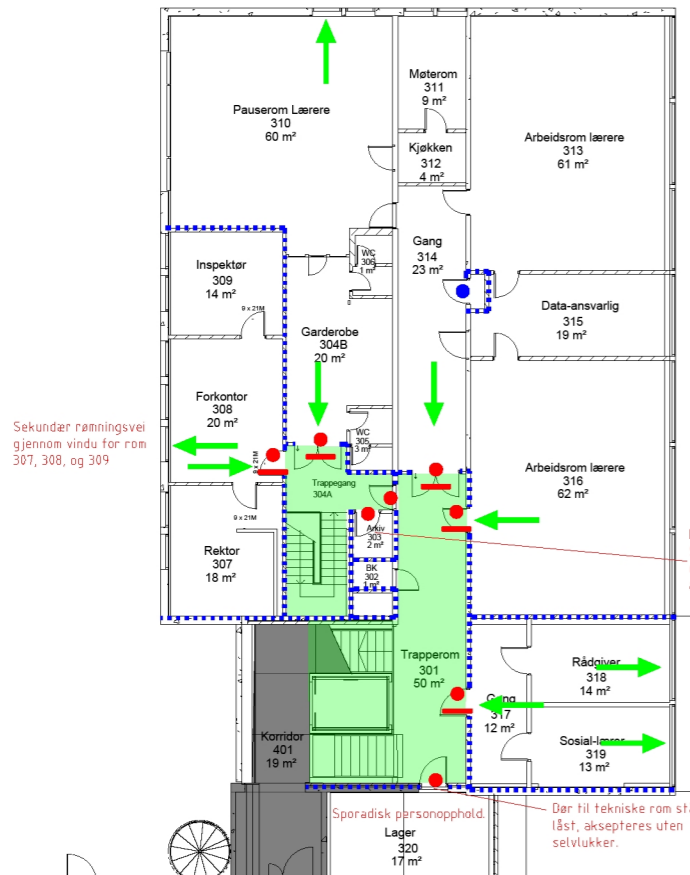 Møterom
311
9 m²
Pauserom Lærere
310
60 m²
Arbeidsrom lærere
313
61 m²
Kjøkken
312
4 m²
Gang
314
23 m²
WC
306
1 m²
Inspektør
309
14 m²
9 x 21M
Data-ansvarlig
315
19 m²
Garderobe
304B
20 m²
Forkontor
308
20 m²
Sekundær rømningsvei
gjennom vindu for rom
307, 308, og 309
WC
305
3 m²
9 x 21M
Trappegang
304A
Arbeidsrom lærere
316
62 m²
9 x 21M
Arkiv
303
2 m²
Rektor
307
18 m²
BK
302
1 m²
Trapperom
301
50 m²
Rådgiver
318
14 m²
Gang
317
12 m²
Korridor
401
19 m²
Sosial-lærer
319
13 m²
Sporadisk personopphold.
Dør til tekniske rom
låst, aksepteres uten
selvlukker.
Lager
320
17 m²